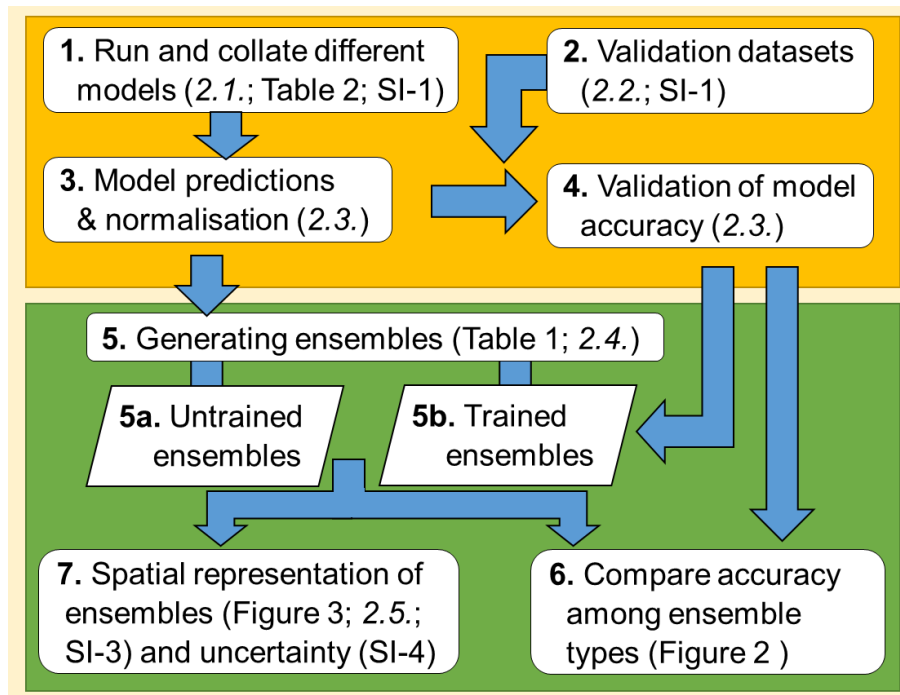 1. Run and collate different
models (2.1.; Table 2; SI-1)
2. Validation datasets
(2.2.; SI-1)
3. Model predictions
& normalisation (2.3.)
4. Validation of model
accuracy (2.3.)
5. Generating ensembles (Table 1; 2.4.)
5a. Untrained
ensembles
5b. Trained
ensembles
7. Spatial representation of
ensembles (Figure 3; 2.5.;
SI-3) and uncertainty (SI-4)
6. Compare accuracy
among ensemble
types (Figure 2 )